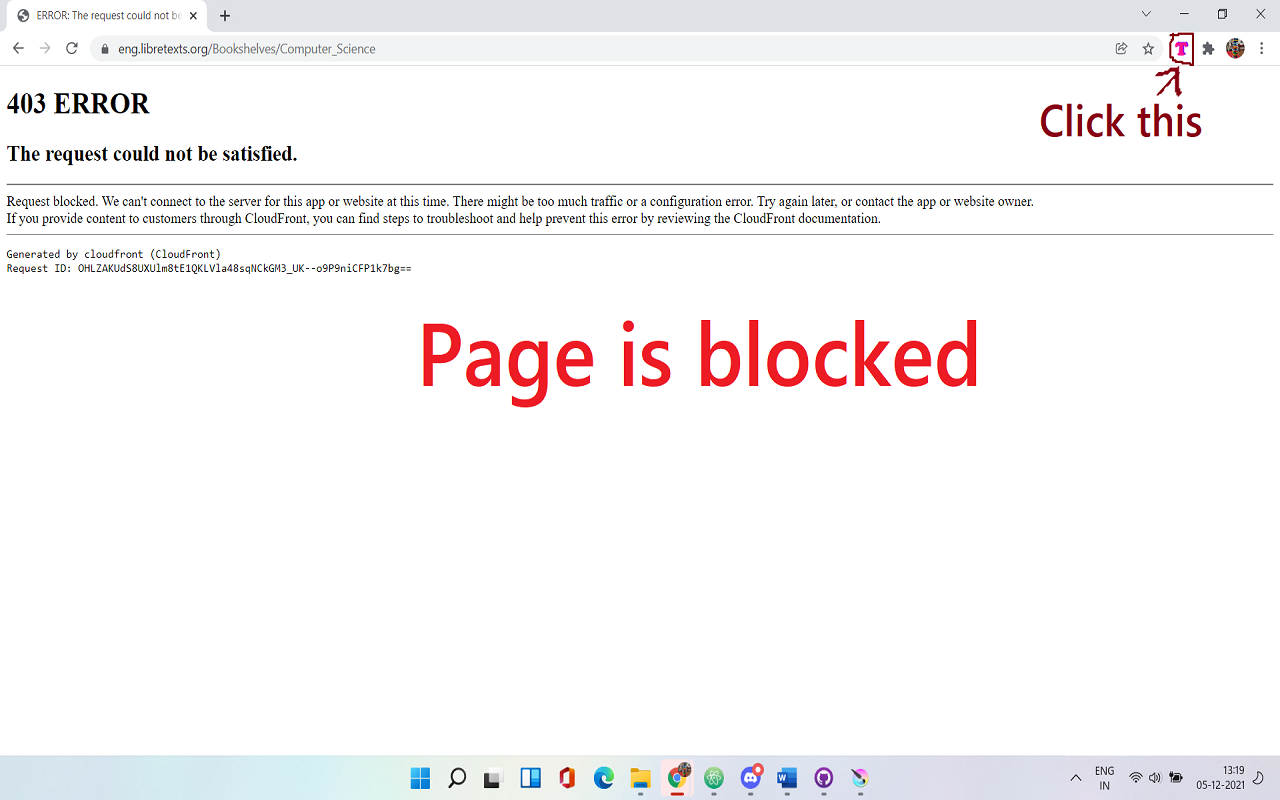 ERROR: The request could not be
eng.libretexts.org/Bookshelves/Computer_Science
T
Click this
403 ERROR
The request could not be satisfied.
Request blocked. We can't connect to the server for this app or website at this time. There might be too much traffic or a configuration error. Try again later, or contact the app or website owner.
If you provide content to customers through CloudFront, you can find steps to troubleshoot and help prevent this error by reviewing the CloudFront documentation.
Generated by cloudfront (CloudFront)
Request ID: OHLZAKUdS8UXUlm8tE1QKLVla48sqNCkGM3_UK--o9P9niCFP1k7bg==
Page is blocked
ENG
IN
13:19
05-12-2021